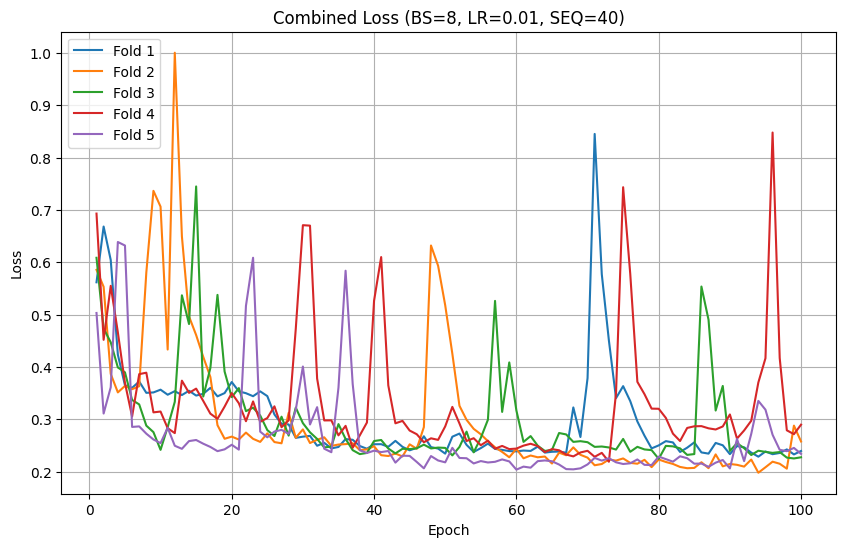 Combined Loss (BS=8, LR=0.01, SEQ=40)
Fold 1
Fold 2
Fold 3
Fold 4
Fold 5
Loss
1.0
0.9
0.8
0.7
0.6
0.5
0.4
0.3
0.2
0 20 40 60 80 100
Epoch